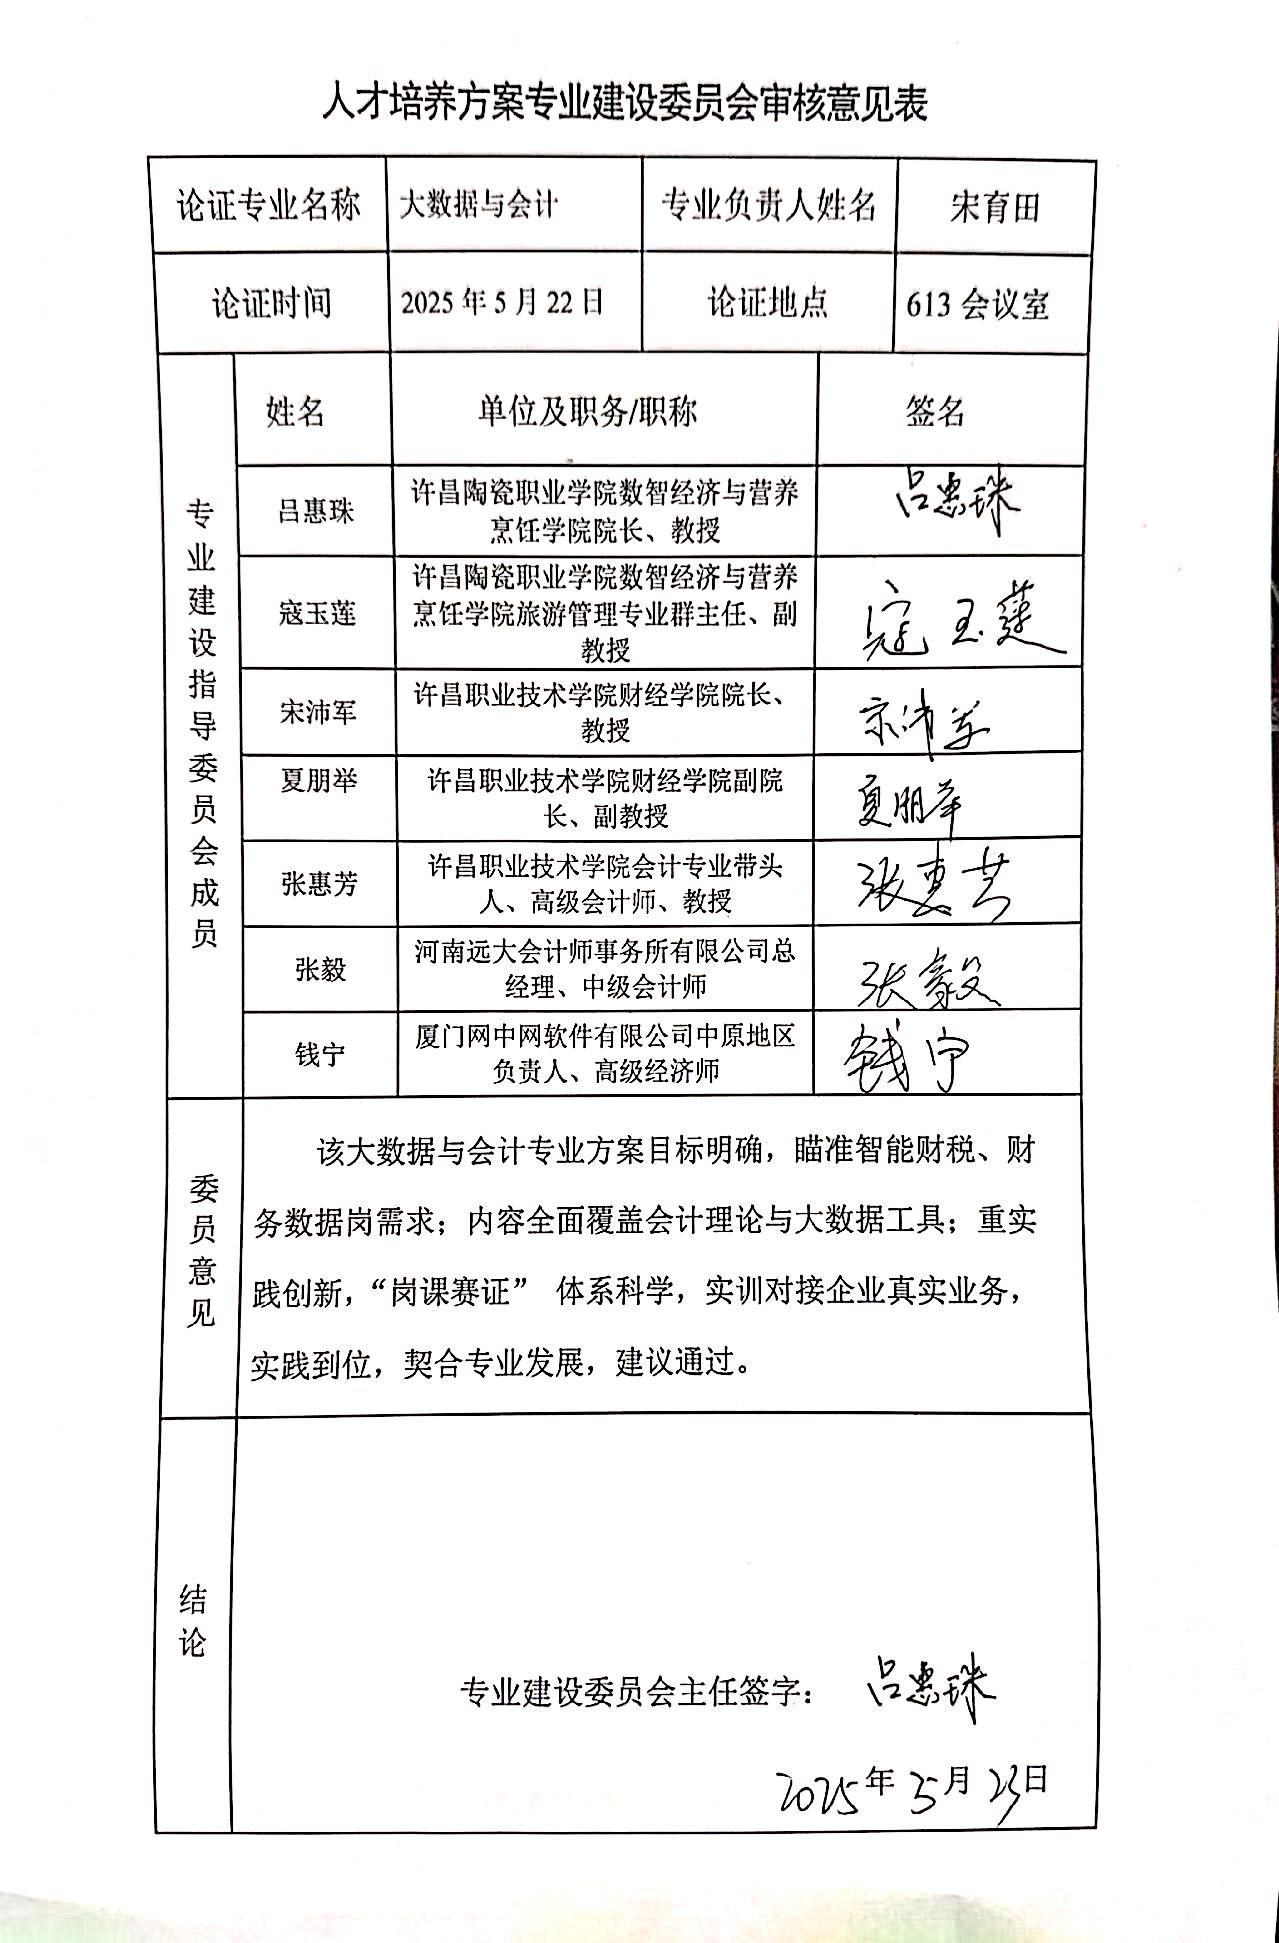 人才培养方案专业建设委员会审核意见表
论证专业名称 大数据与会计 专业负责人姓名 宋育田
论证时间 2025 年 5 月 22 日 论证地点 613 会议室
专业建设指导委员会成员
姓名 单位及职务/职称 签名
吕惠珠 许昌陶瓷职业学院数智经济与营养 吕惠珠
烹饪学院院长、教授
许昌陶瓷职业学院数智经济与营养
寇玉莲 烹饪学院旅游管理专业群主任、副 寇玉莲
教授
宋沛军 许昌职业技术学院财经学院院长、 宋沛军
教授
夏朋举 许昌职业技术学院财经学院副院 夏朋举
长、副教授
张惠芳 许昌职业技术学院会计专业带头 张惠芳
人、高级会计师、教授
张毅 河南远大会计师事务所有限公司总 张毅
经理、中级会计师
钱宁 厦门网中网软件有限公司中原地区 钱宁
负责人、高级经济师
委员意见
该大数据与会计专业方案目标明确，瞄准智能财税、财
务数据岗需求；内容全面覆盖会计理论与大数据工具；重实
践创新，“岗课赛证” 体系科学，实训对接企业真实业务，
实践到位，契合专业发展，建议通过。
结论
专业建设委员会主任签字： 吕惠珠
2025年5月23日